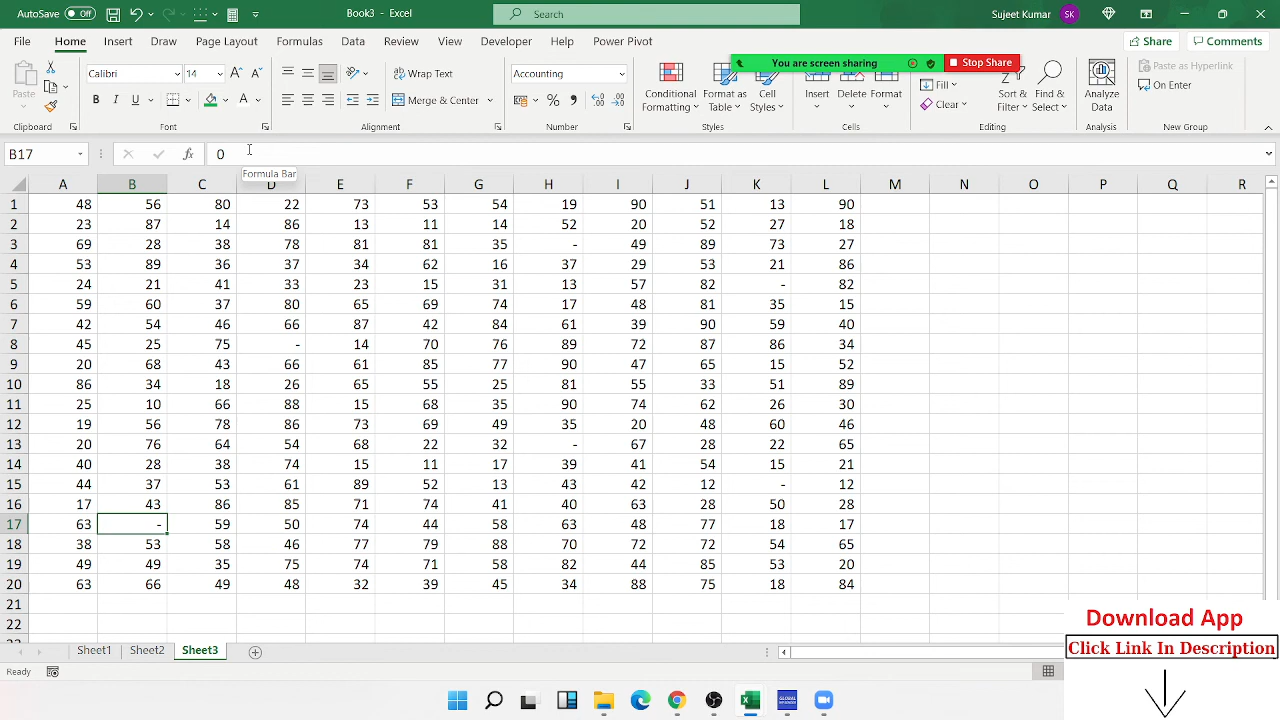 AutoSave Off Book3 - Excel Search Sujeet Kumar SK
File Home Insert Draw Page Layout Formulas Data Review View Developer Help Power Pivot Share Comments
You are screen sharing Stop Share
Paste Calibri 14 Wrap Text Accounting Conditional Formatting Format as Table Cell Styles Insert Delete Format Fill Clear Sort & Filter Find & Select Analyze Data Paste as Hyperlink On Enter
B I U Merge & Center
Clipboard Font Alignment Number Styles Cells Editing Analysis New Group
B17 fx 0
Formula Bar
A B C D E F G H I J K L M N O P Q R
1 48 56 80 22 73 53 54 19 90 51 13 90
2 23 87 14 86 13 11 14 52 20 52 27 18
3 69 28 38 78 81 81 35 - 49 89 73 27
4 53 89 36 37 34 62 16 37 29 53 21 86
5 24 21 41 33 23 15 31 13 57 82 - 82
6 59 60 37 80 65 69 74 17 48 81 35 15
7 42 54 46 66 87 42 84 61 39 90 59 40
8 45 25 75 - 14 70 76 89 72 87 86 34
9 20 68 43 66 61 85 77 90 47 65 15 52
10 86 34 18 26 65 55 25 81 55 33 51 89
11 25 10 66 88 15 68 35 90 74 62 26 30
12 19 56 78 86 73 69 49 35 20 48 60 46
13 20 76 64 54 68 22 32 - 67 28 22 65
14 40 28 38 74 15 11 17 39 41 54 15 21
15 44 37 53 61 89 52 13 43 42 12 - 12
16 17 43 86 85 71 74 41 40 63 28 50 28
17 63 - 59 50 74 44 58 63 48 77 18 17
18 38 53 58 46 77 79 88 70 72 72 54 65
19 49 49 35 75 74 71 58 82 44 85 53 20
20 63 66 49 48 32 39 45 34 88 75 18 84
21
22
Download App
Click Link In Description
Sheet1 Sheet2 Sheet3
Ready